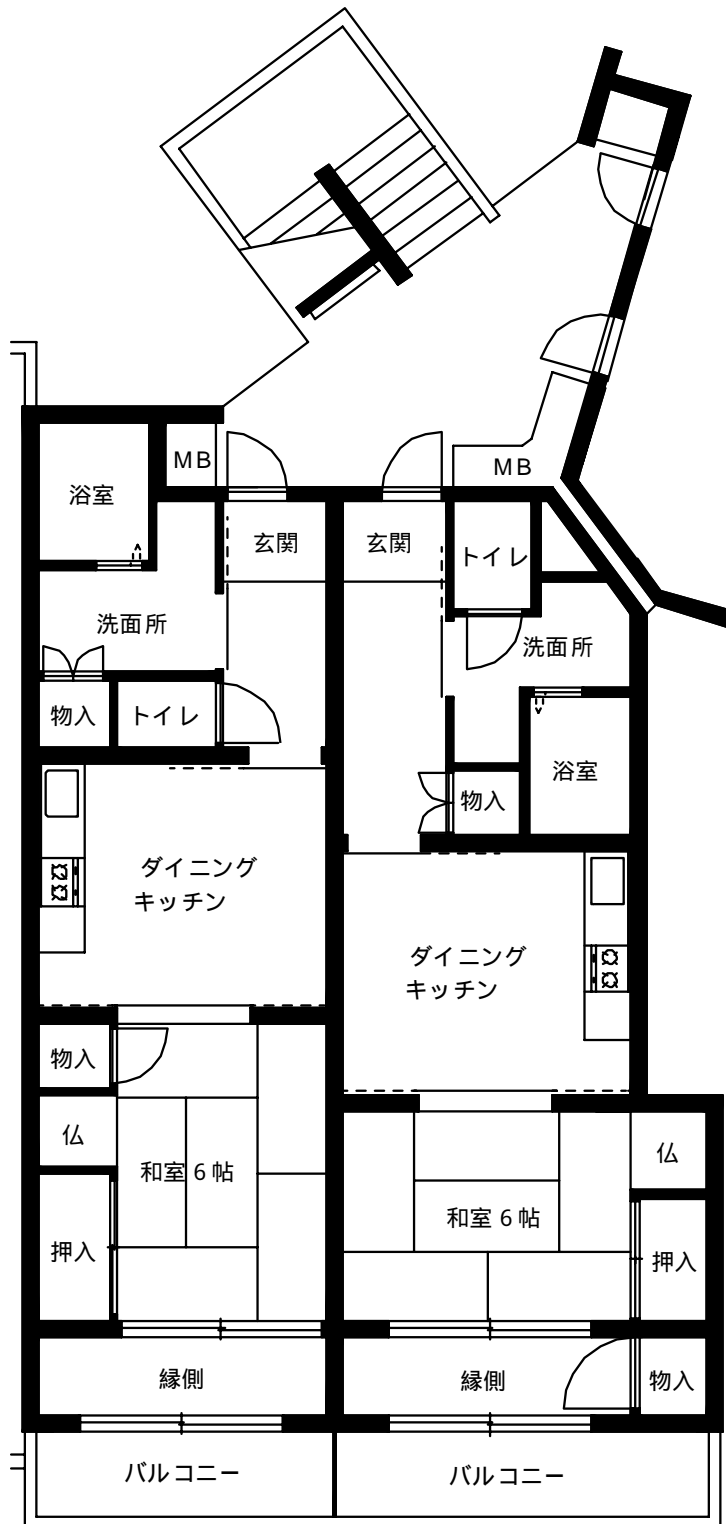 MB
MB
浴室
玄関
玄関
トイレ
洗面所
洗面所
物入
トイレ
浴室
物入
ダイニング
キッチン
ダイニング
キッチン
物入
仏
仏
和室6帖
和室6帖
押入
押入
縁側
縁側
物入
バルコニー
バルコニー